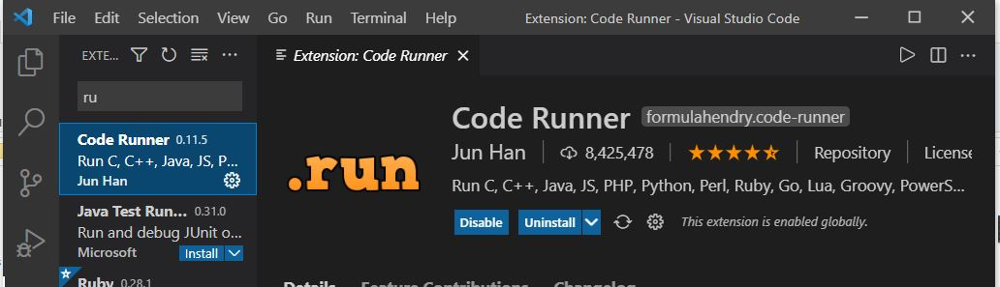 File Edit Selection View Go Run Terminal Help Extension: Code Runner - Visual Studio Code
EXTE... Extension: Code Runner
ru
Code Runner 0.11.5
Run C, C++, Java, JS, P...
Jun Han
Java Test Run... 0.31.0
Run and debug JUnit o...
Microsoft Install
Ruby 0.28.1
.run
Code Runner formulahendry.code-runner
Jun Han 8,425,478 Repository License
Run C, C++, Java, JS, PHP, Python, Perl, Ruby, Go, Lua, Groovy, PowerS...
Disable Uninstall This extension is enabled globally.
Details Feature Contributions Changelog